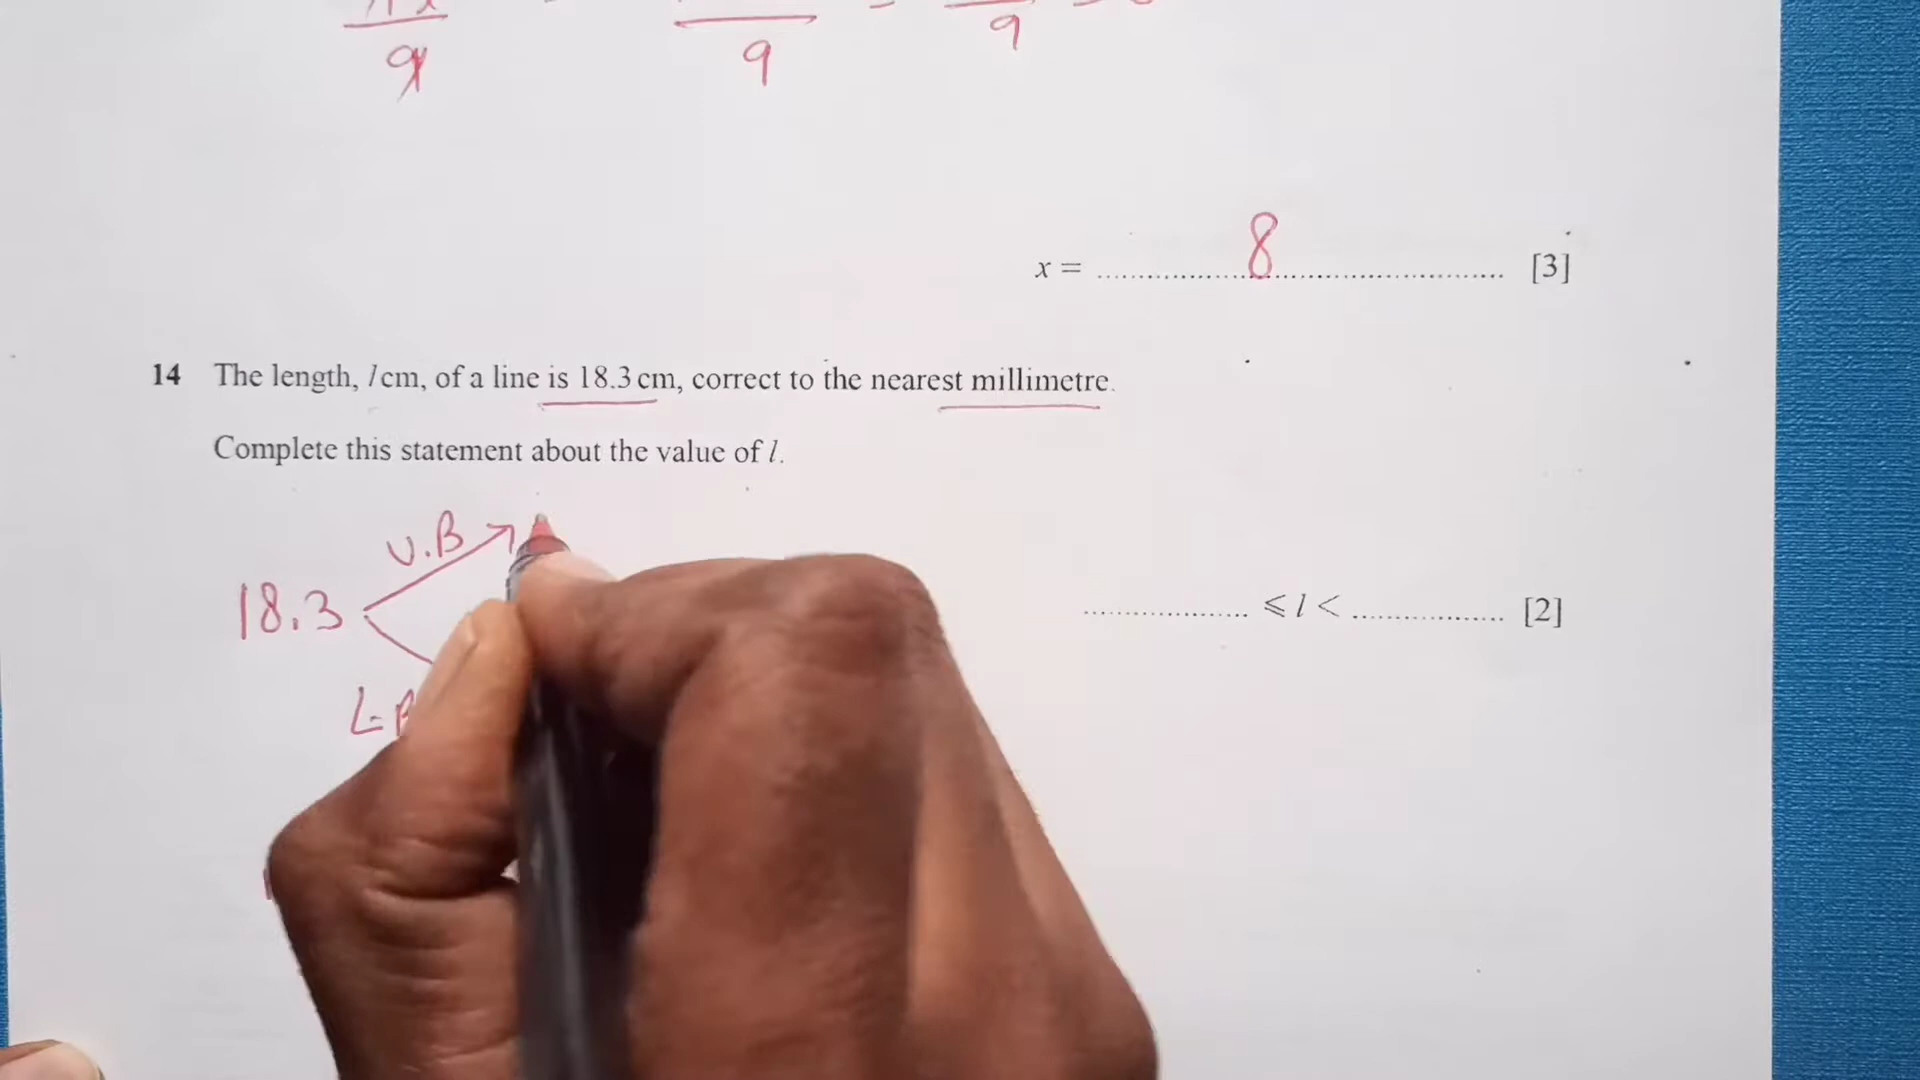 9
9
9
x = 8 [3]
14 The length, l cm, of a line is 18.3 cm, correct to the nearest millimetre.
Complete this statement about the value of l.
U.B
18.3
⩽ l < [2]
L.B